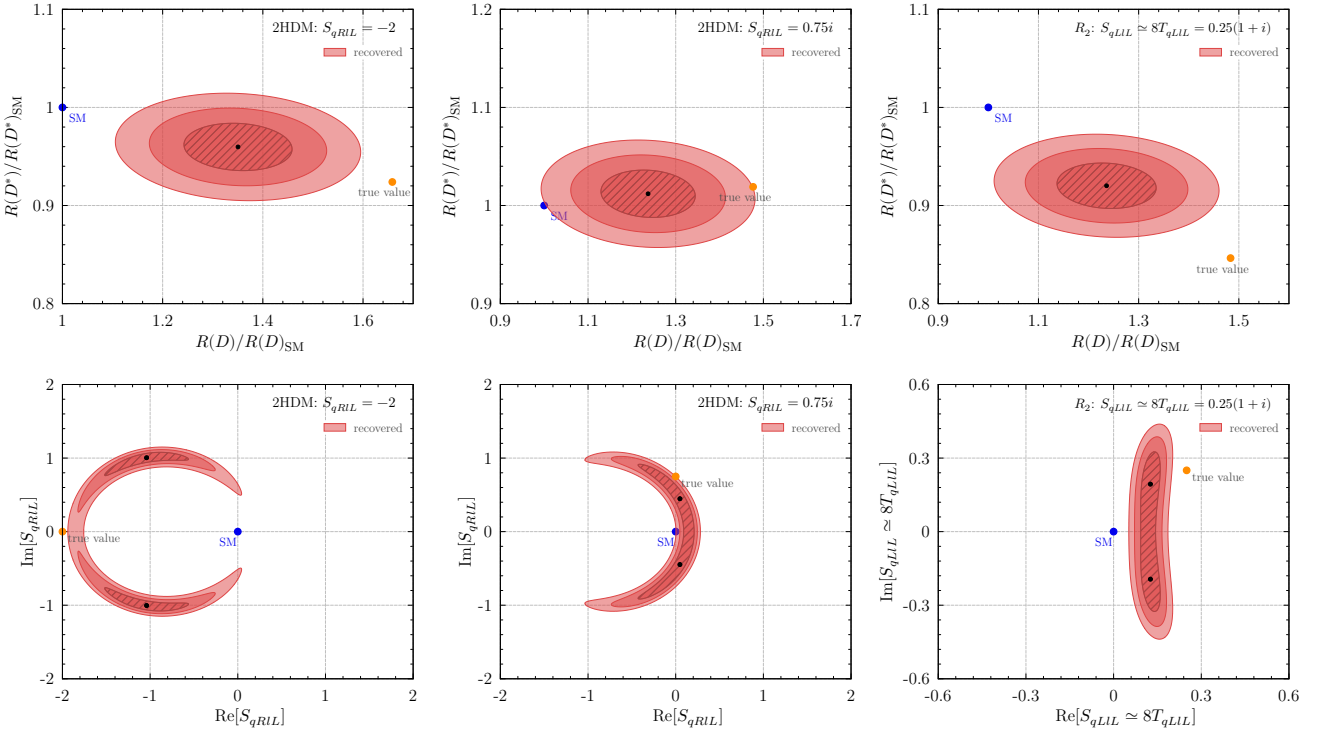 2HDM: S_{qRlL} = −2
recovered
SM
true value
1.1
1
0.9
0.8
1
1.2
1.4
1.6
R(D)/R(D)_{SM}
R(D*)/R(D*)_{SM}
2HDM: S_{qRlL} = 0.75i
recovered
SM
true value
1.2
1.1
1
0.9
0.9
1.1
1.3
1.5
1.7
R(D)/R(D)_{SM}
R(D*)/R(D*)_{SM}
R_2: S_{qLlL} ≃ 8T_{qLlL} = 0.25(1 + i)
recovered
SM
true value
1.1
1
0.9
0.8
0.9
1.1
1.3
1.5
R(D)/R(D)_{SM}
R(D*)/R(D*)_{SM}
2HDM: S_{qRlL} = −2
recovered
true value
SM
2
1
0
-1
-2
-2
-1
0
1
2
Re[S_{qRlL}]
Im[S_{qRlL}]
2HDM: S_{qRlL} = 0.75i
recovered
true value
SM
2
1
0
-1
-2
-2
-1
0
1
2
Re[S_{qRlL}]
Im[S_{qRlL}]
R_2: S_{qLlL} ≃ 8T_{qLlL} = 0.25(1 + i)
recovered
true value
SM
0.6
0.3
0
-0.3
-0.6
-0.6
-0.3
0
0.3
0.6
Re[S_{qLlL} ≃ 8T_{qLlL}]
Im[S_{qLlL} ≃ 8T_{qLlL}]